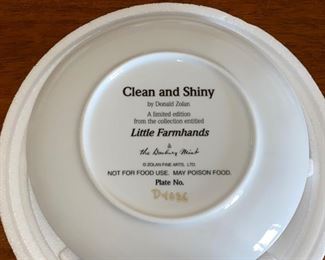 Clean and Shiny
by Donald Zolan
A limited edition
from the collection entitled
Little Farmhands
the Danbury Mint
© ZOLAN FINE ARTS, LTD.
NOT FOR FOOD USE. MAY POISON FOOD.
Plate No.